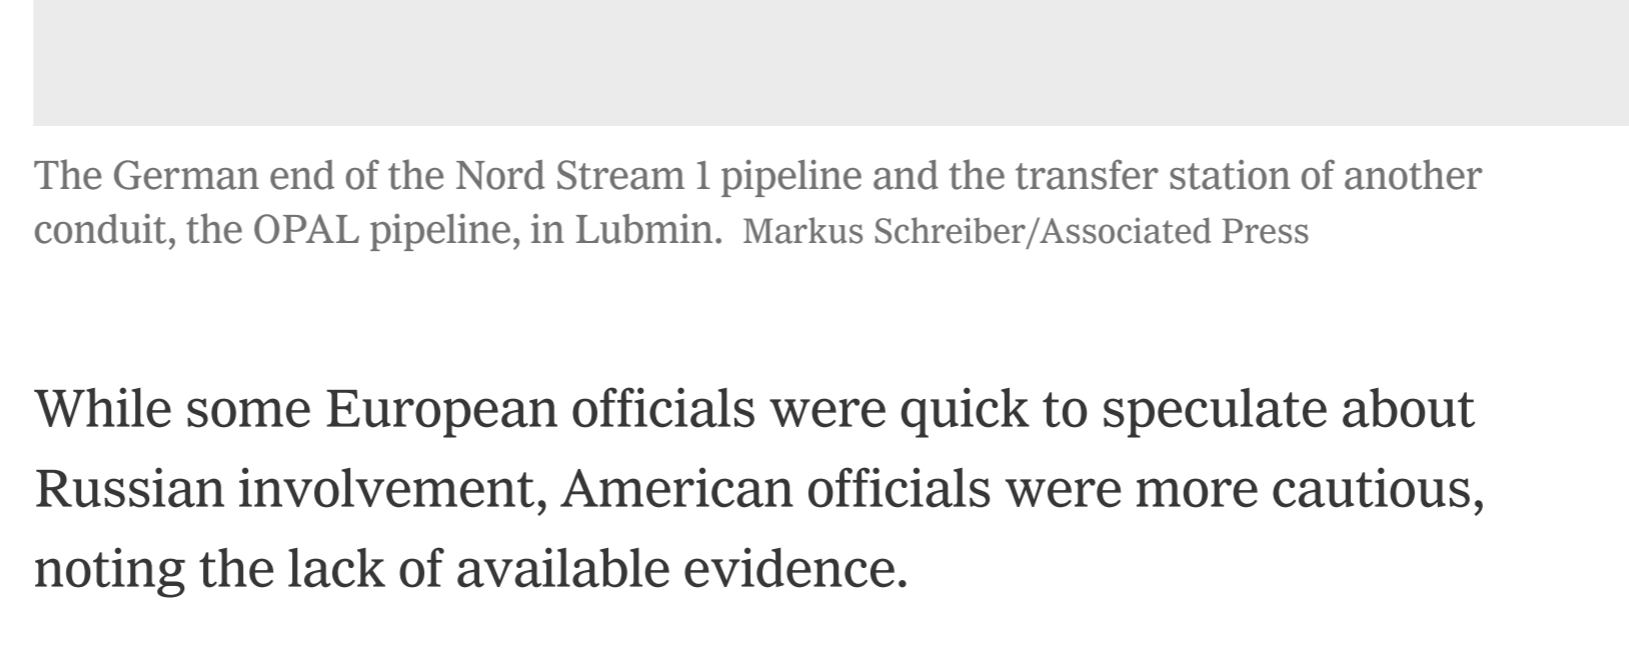 The German end of the Nord Stream 1 pipeline and the transfer station of another
conduit, the OPAL pipeline, in Lubmin. Markus Schreiber/Associated Press
While some European officials were quick to speculate about
Russian involvement, American officials were more cautious,
noting the lack of available evidence.